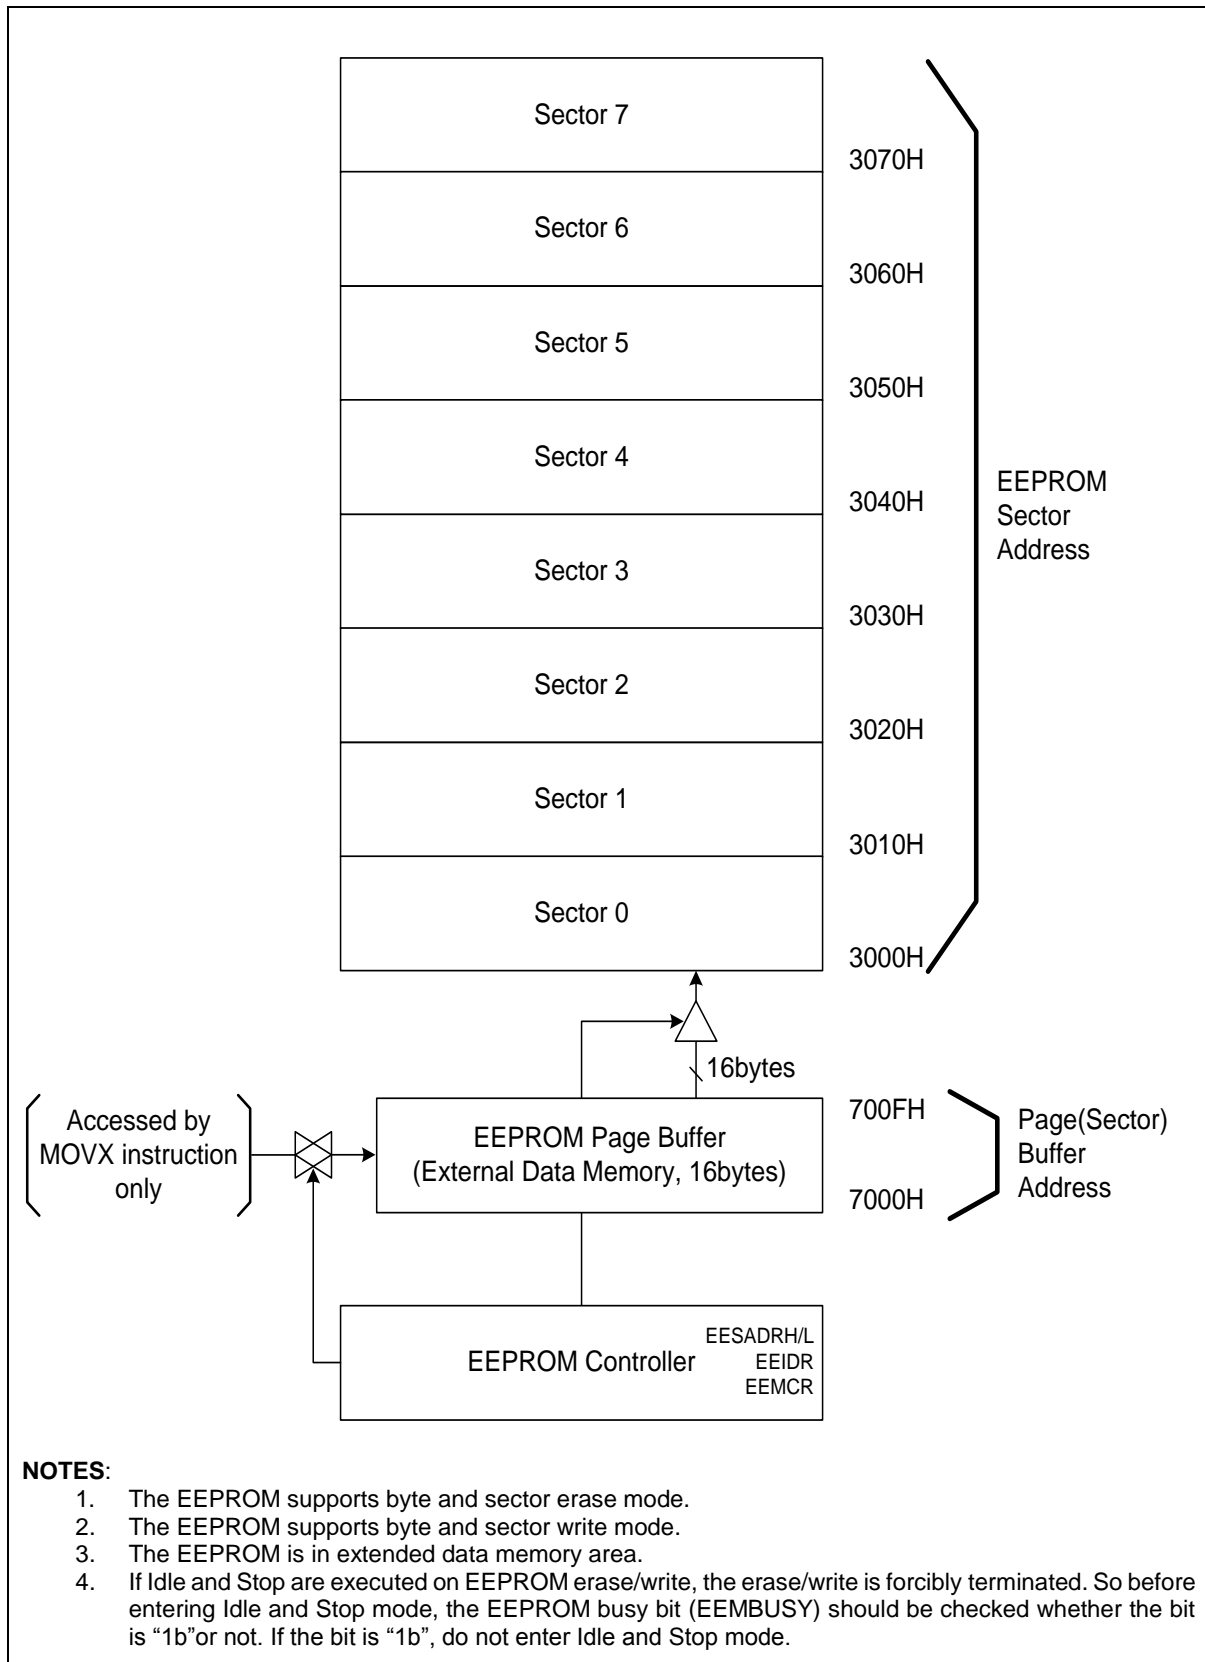 Sector 7
3070H
Sector 6
3060H
Sector 5
3050H
Sector 4
3040H
EEPROM
Sector
Address
Sector 3
3030H
Sector 2
3020H
Sector 1
3010H
Sector 0
3000H
16bytes
Accessed by
MOVX instruction
only
EEPROM Page Buffer
(External Data Memory, 16bytes)
700FH
7000H
Page(Sector)
Buffer
Address
EEPROM Controller
EESADRH/L
EEIDR
EEMCR
NOTES:
1. The EEPROM supports byte and sector erase mode.
2. The EEPROM supports byte and sector write mode.
3. The EEPROM is in extended data memory area.
4. If Idle and Stop are executed on EEPROM erase/write, the erase/write is forcibly terminated. So before
entering Idle and Stop mode, the EEPROM busy bit (EEMBUSY) should be checked whether the bit
is “1b”or not. If the bit is “1b”, do not enter Idle and Stop mode.